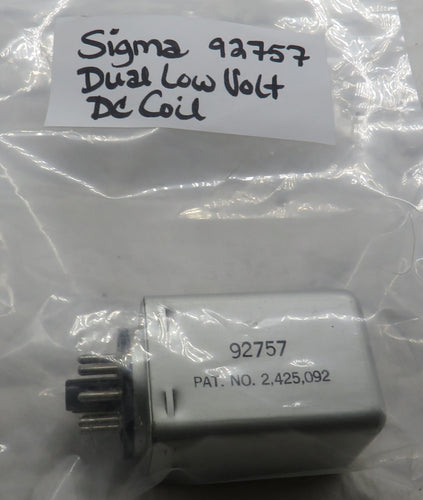 Sigma 92757
Dual Low Volt
DC Coil
92757
PAT. NO. 2,425,092